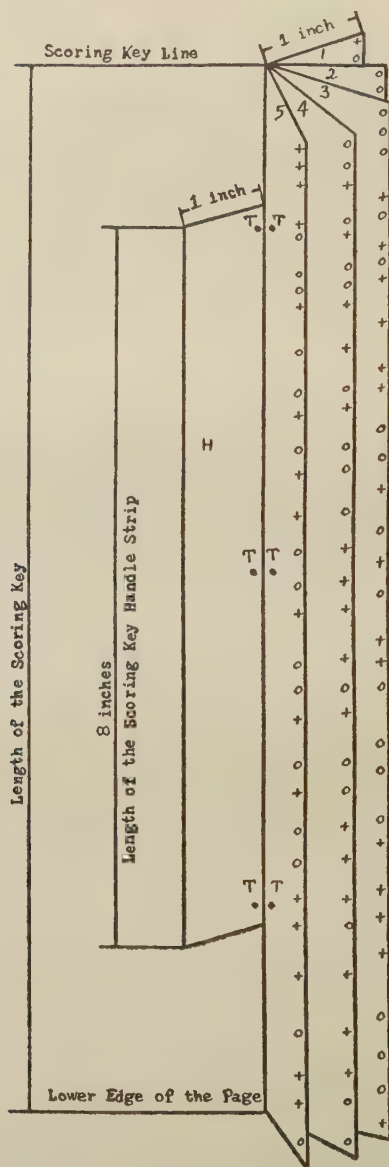 1 inch
Scoring Key Line
1
2
3
5 4
1 inch
T T
H
T T
Length of the Scoring Key
8 inches
Length of the Scoring Key Handle Strip
T T
Lower Edge of the Page